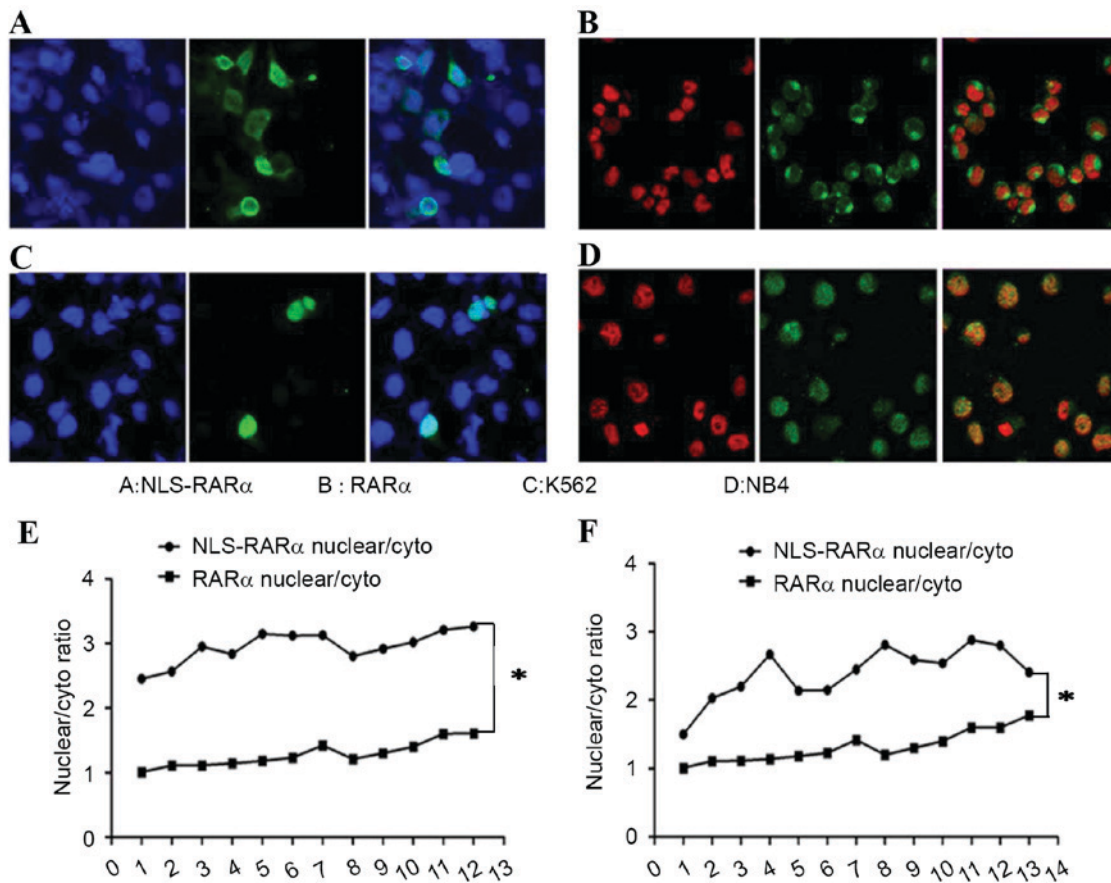 A
B
C
D
A:NLS-RARα B : RARα C:K562 D:NB4
E
NLS-RARα nuclear/cyto
RARα nuclear/cyto
Nuclear/cyto ratio
4
3
2
1
0
*
0 1 2 3 4 5 6 7 8 9 10 11 12 13
F
NLS-RARα nuclear/cyto
RARα nuclear/cyto
Nuclear/cyto ratio
4
3
2
1
0
*
0 1 2 3 4 5 6 7 8 9 10 11 12 13 14